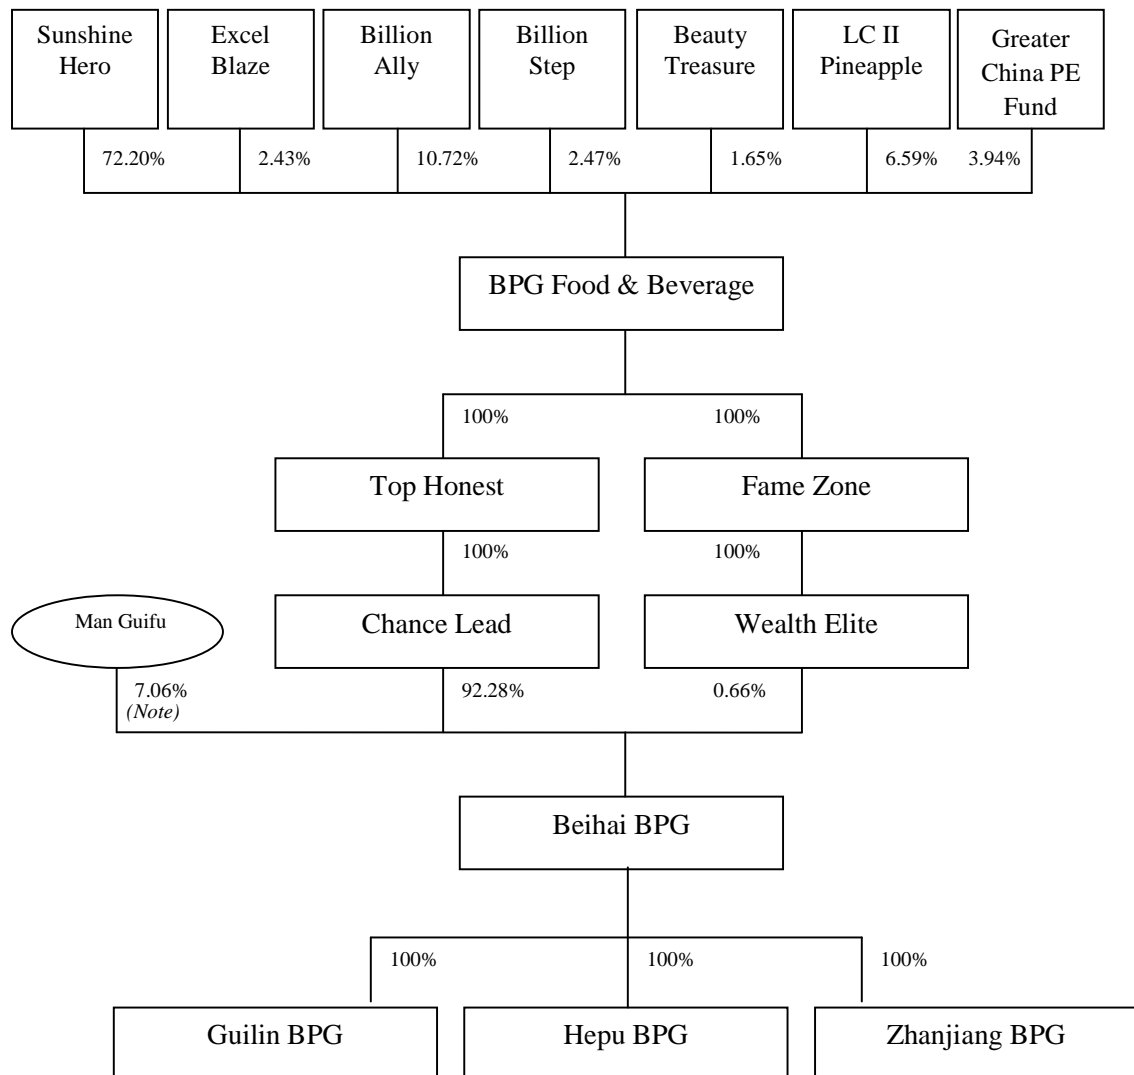 Sunshine
Hero
Excel
Blaze
Billion
Ally
Billion
Step
Beauty
Treasure
LC II
Pineapple
Greater
China PE
Fund
72.20%
2.43%
10.72%
2.47%
1.65%
6.59%
3.94%
BPG Food & Beverage
100%
100%
Top Honest
Fame Zone
100%
100%
Man Guifu
Chance Lead
Wealth Elite
7.06%
(Note)
92.28%
0.66%
Beihai BPG
100%
100%
100%
Guilin BPG
Hepu BPG
Zhanjiang BPG